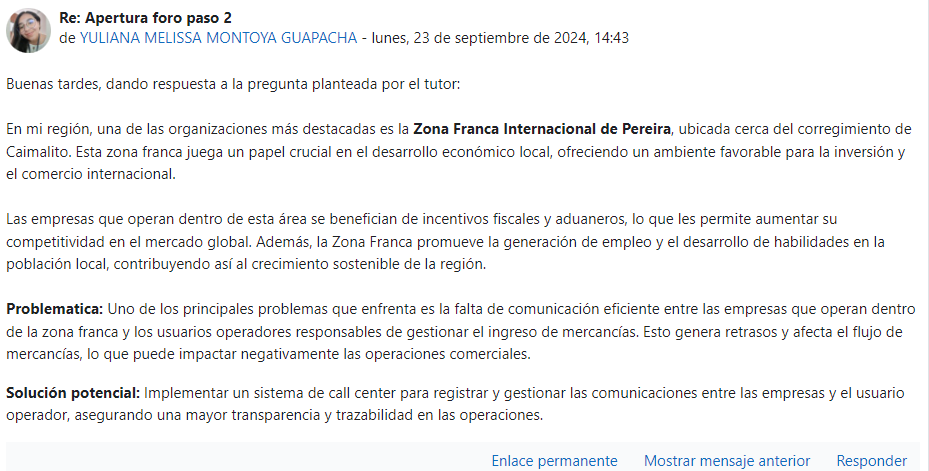 Re: Apertura foro paso 2
de YULIANA MELISSA MONTOYA GUAPACHA - lunes, 23 de septiembre de 2024, 14:43
Buenas tardes, dando respuesta a la pregunta planteada por el tutor:
En mi región, una de las organizaciones más destacadas es la Zona Franca Internacional de Pereira, ubicada cerca del corregimiento de
Caimalito. Esta zona franca juega un papel crucial en el desarrollo económico local, ofreciendo un ambiente favorable para la inversión y
el comercio internacional.
Las empresas que operan dentro de esta área se benefician de incentivos fiscales y aduaneros, lo que les permite aumentar su
competitividad en el mercado global. Además, la Zona Franca promueve la generación de empleo y el desarrollo de habilidades en la
población local, contribuyendo así al crecimiento sostenible de la región.
Problematica: Uno de los principales problemas que enfrenta es la falta de comunicación eficiente entre las empresas que operan dentro
de la zona franca y los usuarios operadores responsables de gestionar el ingreso de mercancías. Esto genera retrasos y afecta el flujo de
mercancías, lo que puede impactar negativamente las operaciones comerciales.
Solución potencial: Implementar un sistema de call center para registrar y gestionar las comunicaciones entre las empresas y el usuario
operador, asegurando una mayor transparencia y trazabilidad en las operaciones.
Enlace permanente Mostrar mensaje anterior Responder